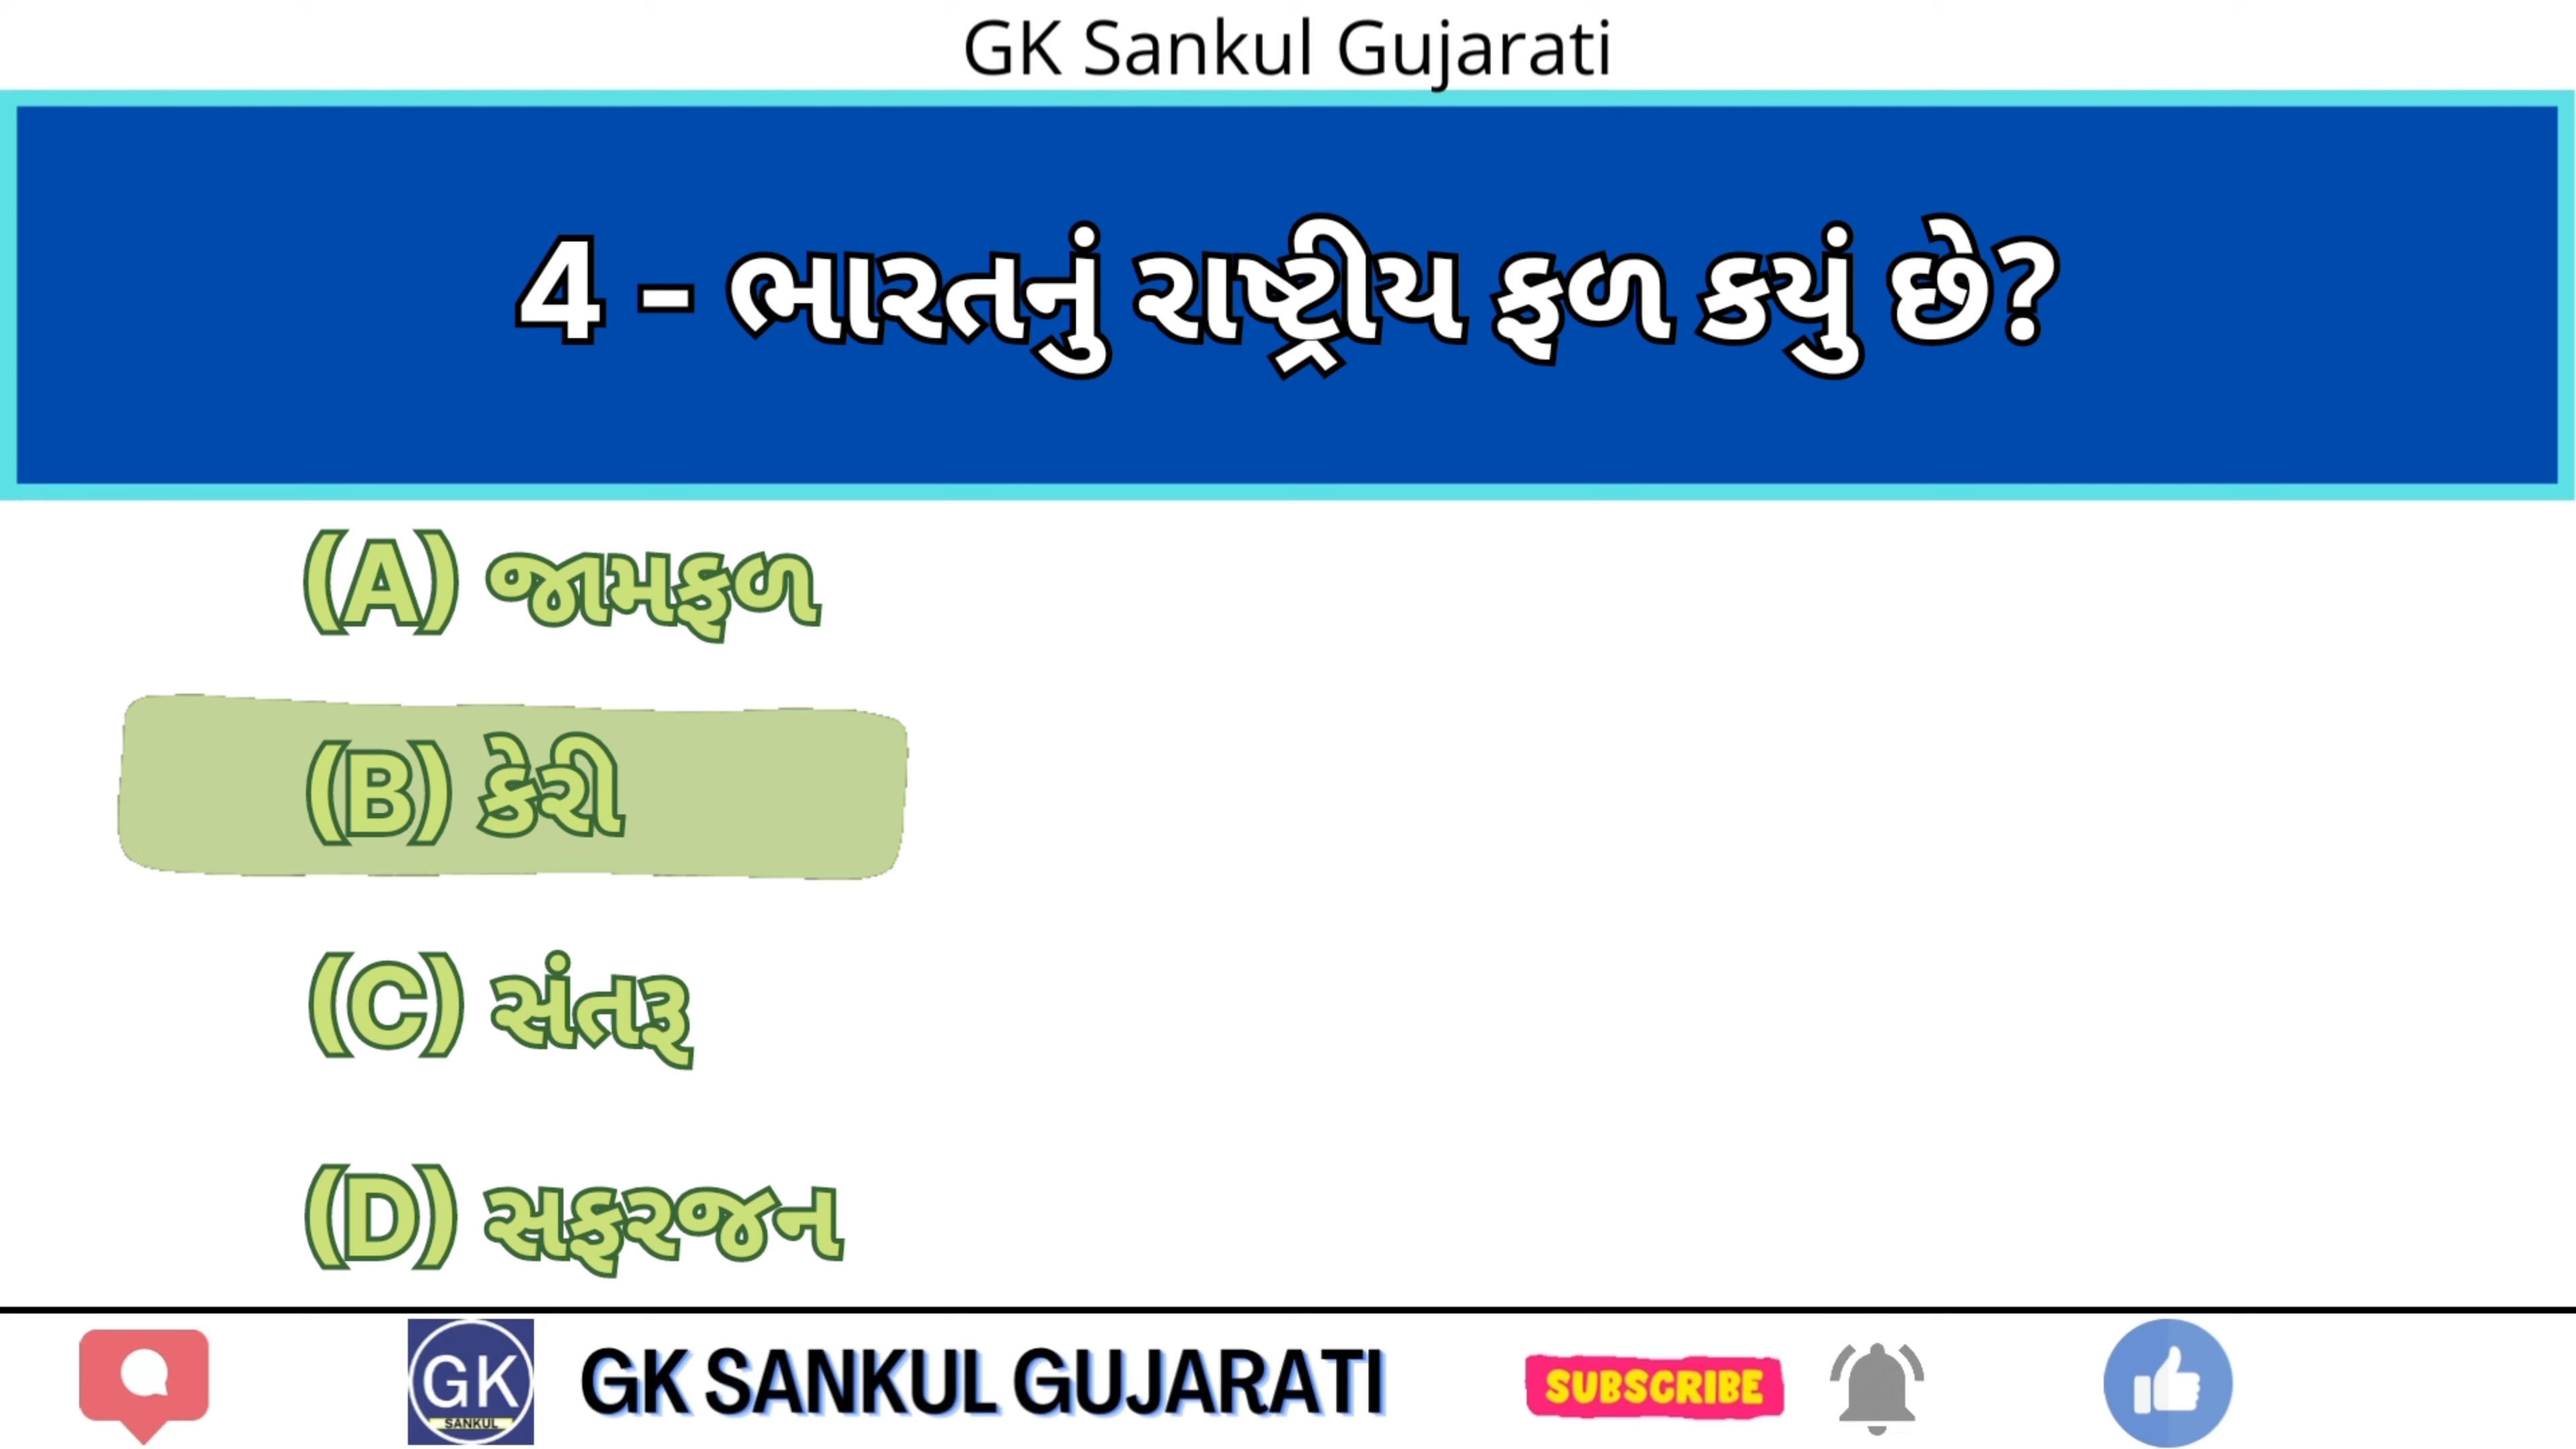 GK Sankul Gujarati
4 - ભારતનું રાષ્ટ્રીય ફળ કયું છે?
(A) જામફળ
(B) કેરી
(C) સંતરૂ
(D) સફરજન
GK
SANKUL
GK SANKUL GUJARATI
SUBSCRIBE